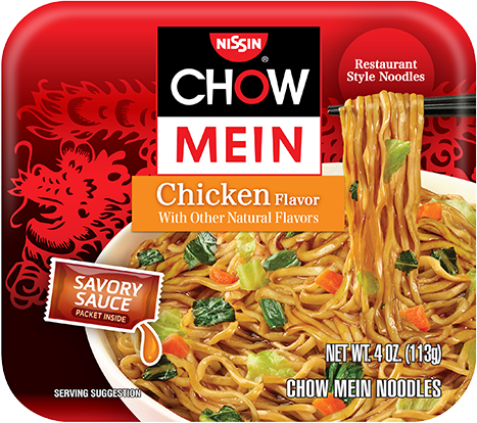 NISSIN
CHOW
MEIN
Restaurant
Style Noodles
Chicken Flavor
With Other Natural Flavors
SAVORY
SAUCE
PACKET INSIDE
NET WT. 4 OZ. (113g)
CHOW MEIN NOODLES
SERVING SUGGESTION